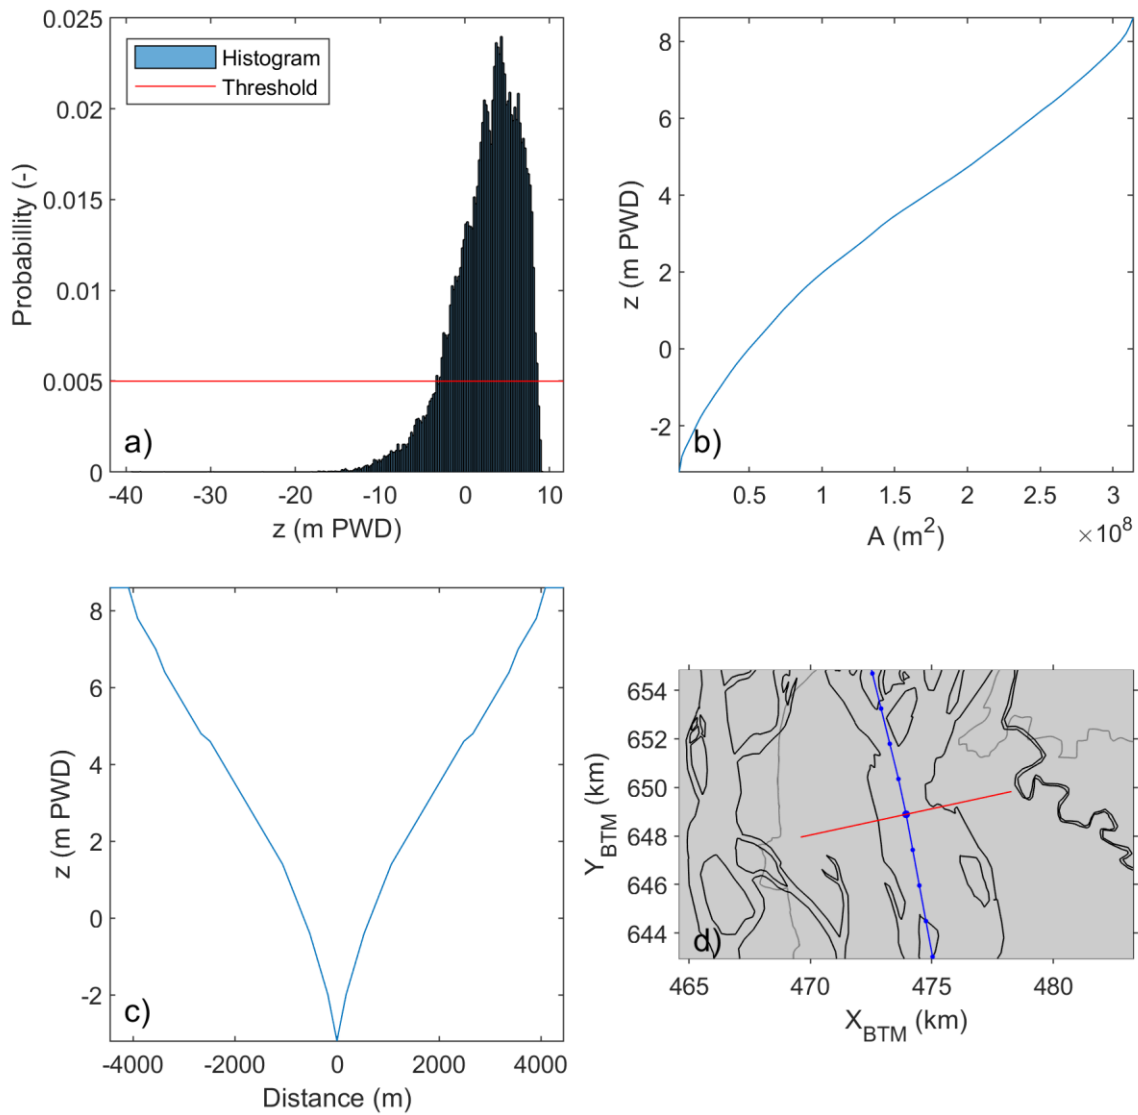 0.025
0.02
0.015
0.01
0.005
0
Probabillity (-)
Histogram
Threshold
a)
-40 -30 -20 -10 0 10
z (m PWD)
8
6
4
2
0
-2
z (m PWD)
b)
0.5 1 1.5 2 2.5 3
A (m²)
×10⁸
8
6
4
2
0
-2
z (m PWD)
c)
-4000 -2000 0 2000 4000
Distance (m)
654
652
650
648
646
644
Y_BTM (km)
d)
465 470 475 480
X_BTM (km)